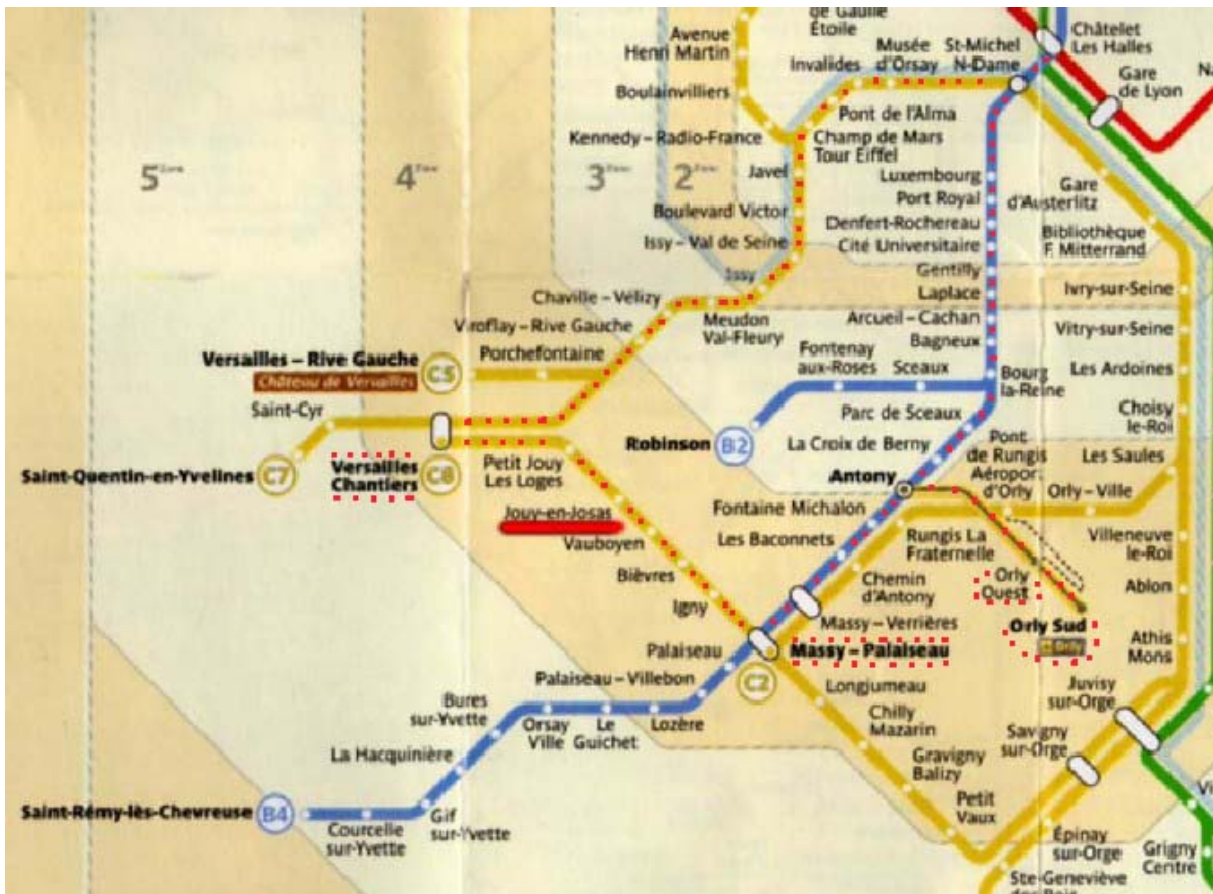 de Gaulle
Étoile
Avenue
Henri Martin
Musée
d'Orsay
St-Michel
N-Dame
Châtelet
Les Halles
Invalides
Gare
de Lyon
Boulainvilliers
Pont de l'Alma
Kennedy – Radio-France
Champ de Mars
Tour Eiffel
5
4
3
2
Javel
Luxembourg
Port Royal
Gare
d'Austerlitz
Boulevard Victor
Denfert-Rochereau
Issy – Val de Seine
Cité Universitaire
Bibliothèque
F. Mitterrand
Issy
Gentilly
Laplace
Ivry-sur-Seine
Chaville – Vélizy
Viroflay – Rive Gauche
Meudon
Val-Fleury
Arcueil – Cachan
Bagneux
Vitry-sur-Seine
Versailles – Rive Gauche
Château de Versailles
C5
Porchefontaine
Fontenay
aux-Roses
Sceaux
Bourg
la-Reine
Les Ardoines
Saint-Cyr
Parc de Sceaux
Choisy
le-Roi
Robinson
B2
La Croix de Berny
Pont
de Rungis
Aéroport
d'Orly
Les Saules
Saint-Quentin-en-Yvelines
C7
Versailles
Chantiers
Petit Jouy
Les Loges
Antony
Orly – Ville
Jouy-en-Josas
Fontaine Michalon
Vauboyen
Les Baconnets
Rungis La
Fraternelle
Villeneuve
le-Roi
Bièvres
Chemin
d'Antony
Orly
Ouest
Ablon
Igny
Massy – Verrières
Orly Sud
Palaiseau
Massy – Palaiseau
Athis
Mons
C2
Palaiseau – Villebon
Longjumeau
Juvisy
sur-Orge
Bures
sur-Yvette
Orsay
Ville
Le
Guichet
Lozère
Chilly
Mazarin
Savigny
sur-Orge
La Hacquinière
Gravigny
Balizy
Petit
Vaux
Saint-Rémy-lès-Chevreuse
B4
Courcelle
sur-Yvette
Gif
sur-Yvette
Épinay
sur-Orge
Grigny
Centre
Ste-Geneviève